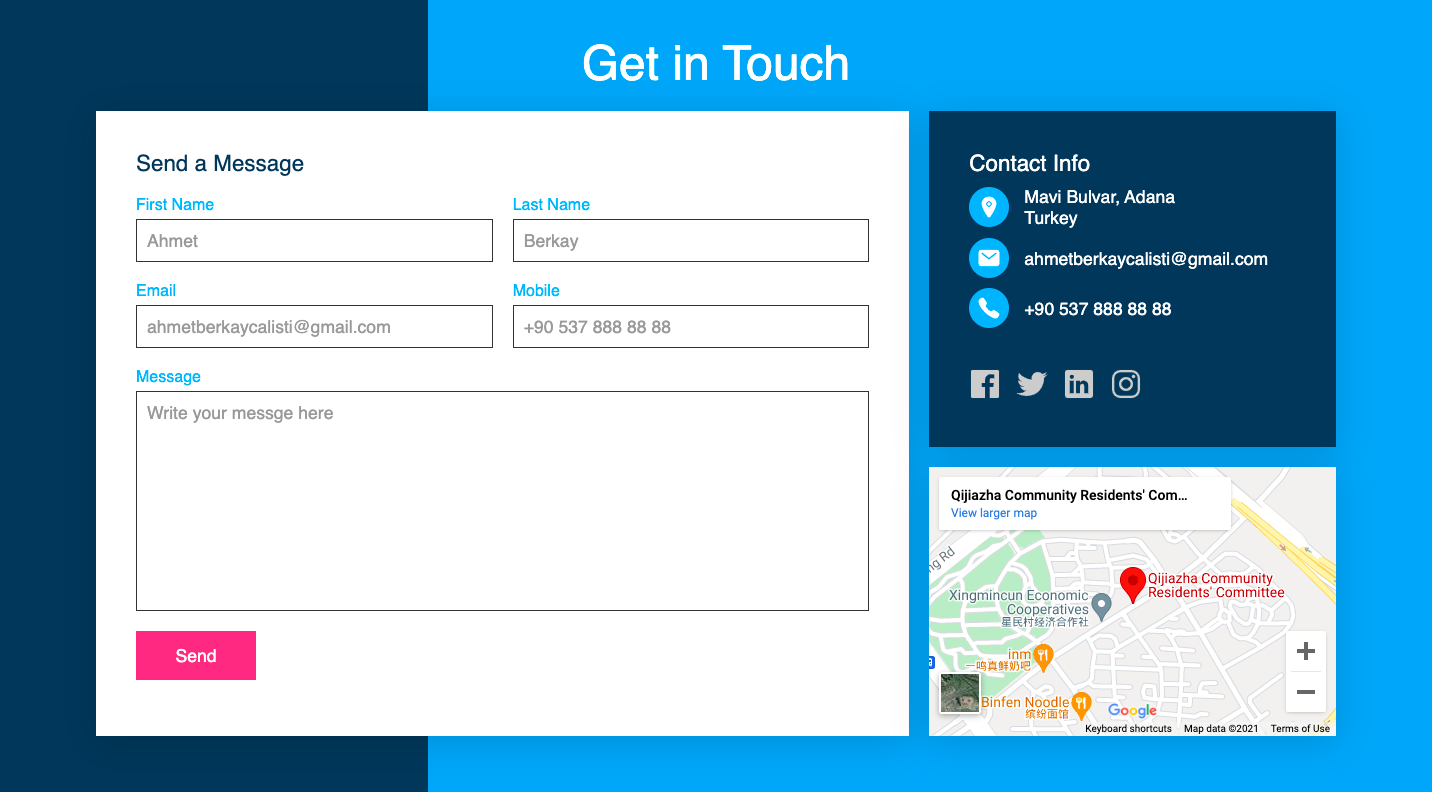 Get in Touch
Send a Message
First Name
Last Name
Ahmet
Berkay
Email
Mobile
ahmetberkaycalisti@gmail.com
+90 537 888 88 88
Message
Write your messge here
Send
Contact Info
Mavi Bulvar, Adana
Turkey
ahmetberkaycalisti@gmail.com
+90 537 888 88 88
Qijiazha Community Residents' Com...
View larger map
ng Rd
Qijiazha Community
Residents' Committee
Xingmincun Economic
Cooperatives
星民村经济合作社
inm
一鸣真鲜奶吧
Binfen Noodle
缤纷面馆
Google
Keyboard shortcuts
Map data ©2021
Terms of Use